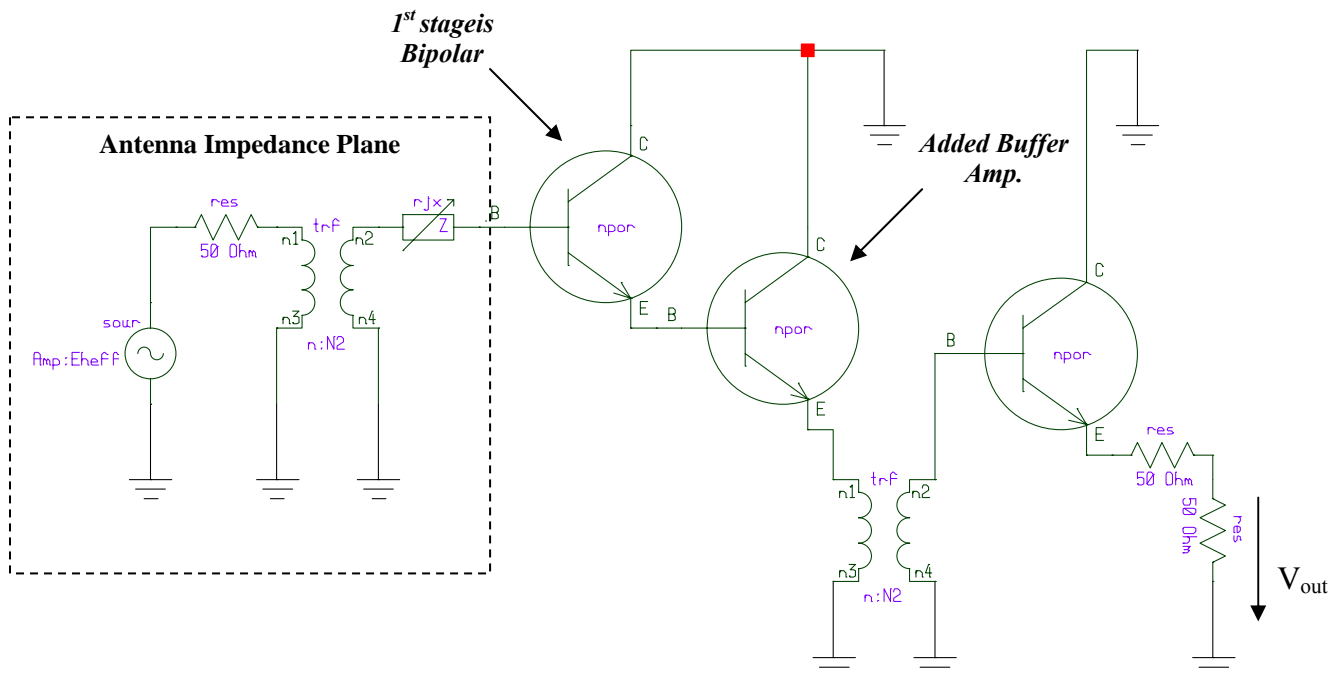 1st stageis
Bipolar
Antenna Impedance Plane
Added Buffer
Amp.
res
50 Ohm
trf
n1
n2
n3
n4
n:N2
rjx
Z
sour
Amp:Eheff
B
C
npor
E
B
C
npor
E
trf
n1
n2
n3
n4
n:N2
B
C
npor
E
res
50 Ohm
50 Ohm
res
Vout